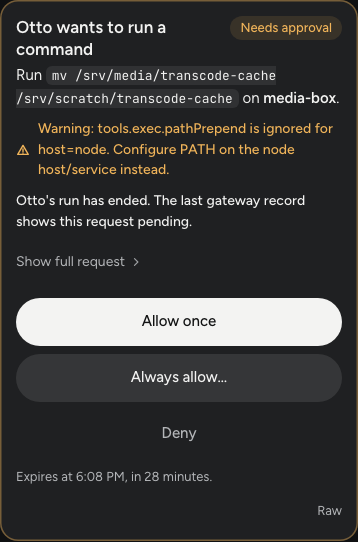 Otto wants to run a
command
Needs approval
Run mv /srv/media/transcode-cache
/srv/scratch/transcode-cache on media-box.
Warning: tools.exec.pathPrepend is ignored for
host=node. Configure PATH on the node
host/service instead.
Otto's run has ended. The last gateway record
shows this request pending.
Show full request
Allow once
Always allow...
Deny
Expires at 6:08 PM, in 28 minutes.
Raw